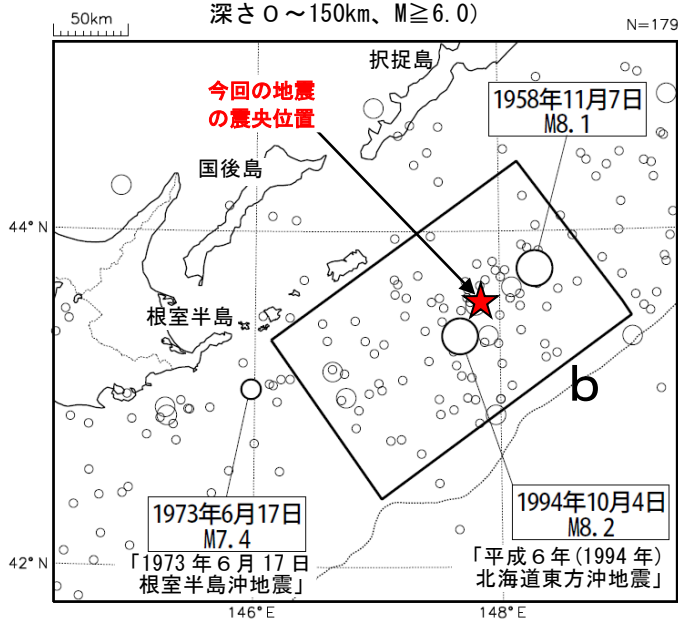 深さ0～150km、M≧6.0)
50km
N=179
択捉島
今回の地震
の震央位置
1958年11月7日
M8.1
国後島
44°N
根室半島
b
1973年6月17日
M7.4
「1973年6月17日
根室半島沖地震」
1994年10月4日
M8.2
「平成6年(1994年)
北海道東方沖地震」
42°N
146°E
148°E